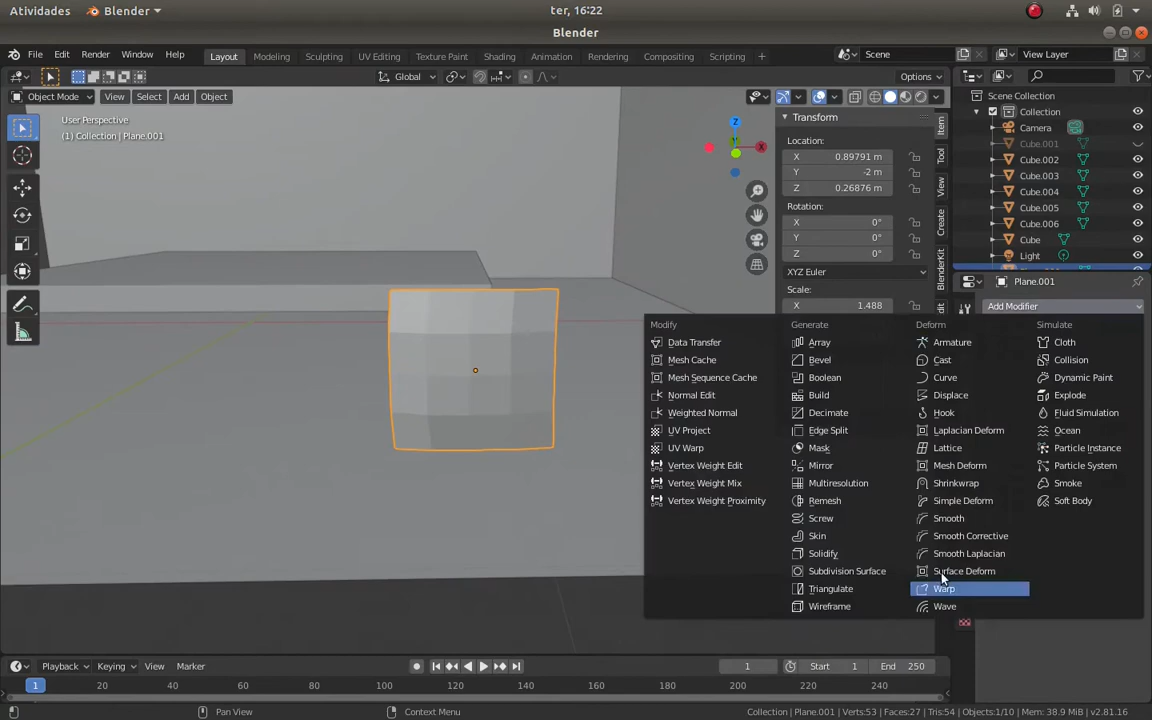 Atividades
Blender
ter, 16:22
Blender
File Edit Render Window Help
Layout Modeling Sculpting UV Editing Texture Paint Shading Animation Rendering Compositing Scripting +
Scene
View Layer
Global
Options
Object Mode View Select Add Object
User Perspective
(1) Collection | Plane.001
Z
X
Transform
Location:
X 0.89791 m
Y -2 m
Z 0.26876 m
Rotation:
X 0°
Y 0°
Z 0°
XYZ Euler
Scale:
X 1.488
Item
Tool
View
Create
BlenderKit
Scene Collection
Collection
Camera
Cube.001
Cube.002
Cube.003
Cube.004
Cube.005
Cube.006
Cube
Light
Plane.001
Add Modifier
Modify
Data Transfer
Mesh Cache
Mesh Sequence Cache
Normal Edit
Weighted Normal
UV Project
UV Warp
Vertex Weight Edit
Vertex Weight Mix
Vertex Weight Proximity
Generate
Array
Bevel
Boolean
Build
Decimate
Edge Split
Mask
Mirror
Multiresolution
Remesh
Screw
Skin
Solidify
Subdivision Surface
Triangulate
Wireframe
Deform
Armature
Cast
Curve
Displace
Hook
Laplacian Deform
Lattice
Mesh Deform
Shrinkwrap
Simple Deform
Smooth
Smooth Corrective
Smooth Laplacian
Surface Deform
Warp
Wave
Simulate
Cloth
Collision
Dynamic Paint
Explode
Fluid Simulation
Ocean
Particle Instance
Particle System
Smoke
Soft Body
Playback Keying View Marker
1
Start 1
End 250
1 20 40 60 80 100 120 140 160 180 200 220 240
Pan View
Context Menu
Collection | Plane.001 | Verts:53 | Faces:27 | Tris:54 | Objects:1/10 | Mem: 38.9 MiB | v2.81.16